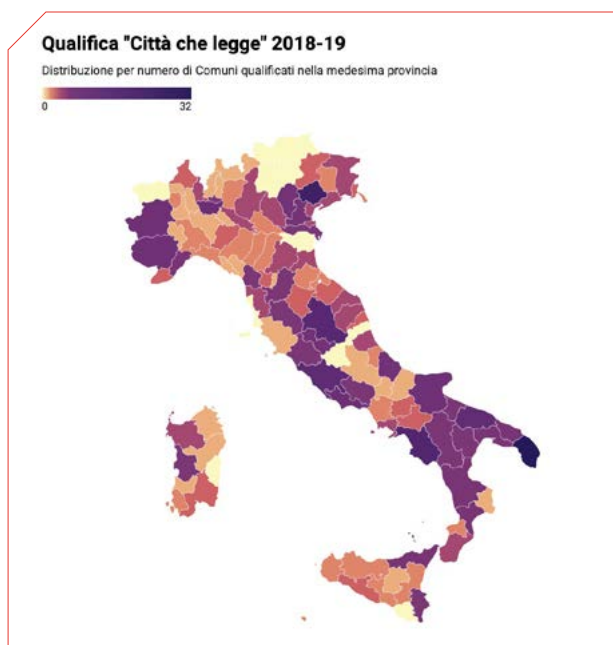 Qualifica "Città che legge" 2018-19
Distribuzione per numero di Comuni qualificati nella medesima provincia
0 32